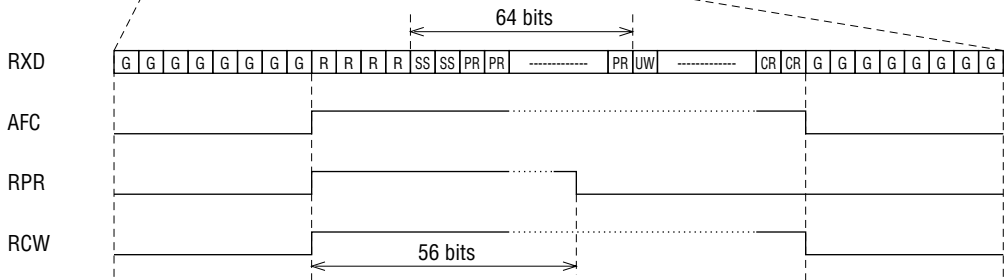 64 bits
RXD G G G G G G G G R R R R SS SS PR PR ------------- PR UW ------------- CR CR G G G G G G G G
AFC
RPR
RCW
56 bits